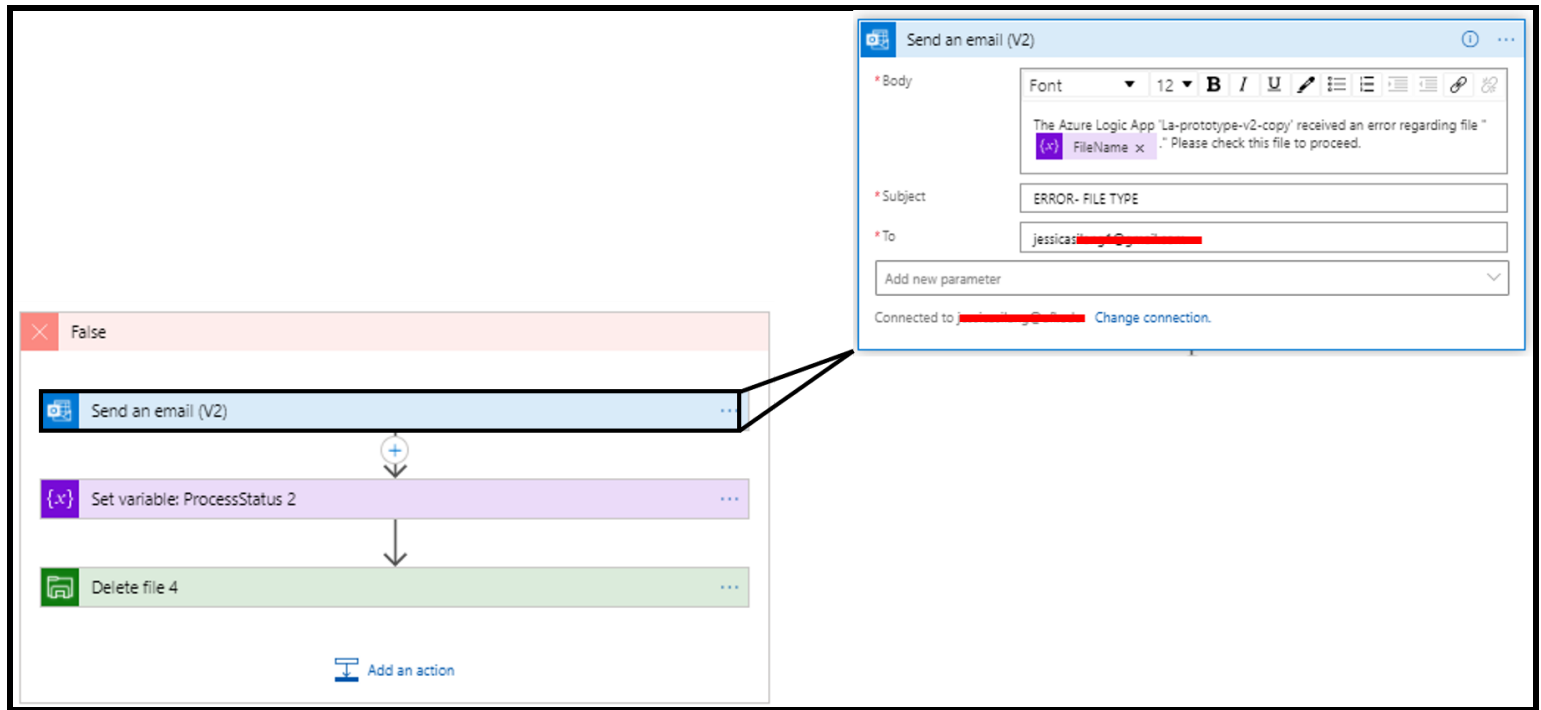 Send an email (V2)
* Body
Font 12 B I U
The Azure Logic App 'La-prototype-v2-copy' received an error regarding file "
{x} FileName × ." Please check this file to proceed.
* Subject
ERROR- FILE TYPE
* To
jessicas
Add new parameter
Connected to Change connection.
False
Send an email (V2)
{x} Set variable: ProcessStatus 2
Delete file 4
Add an action